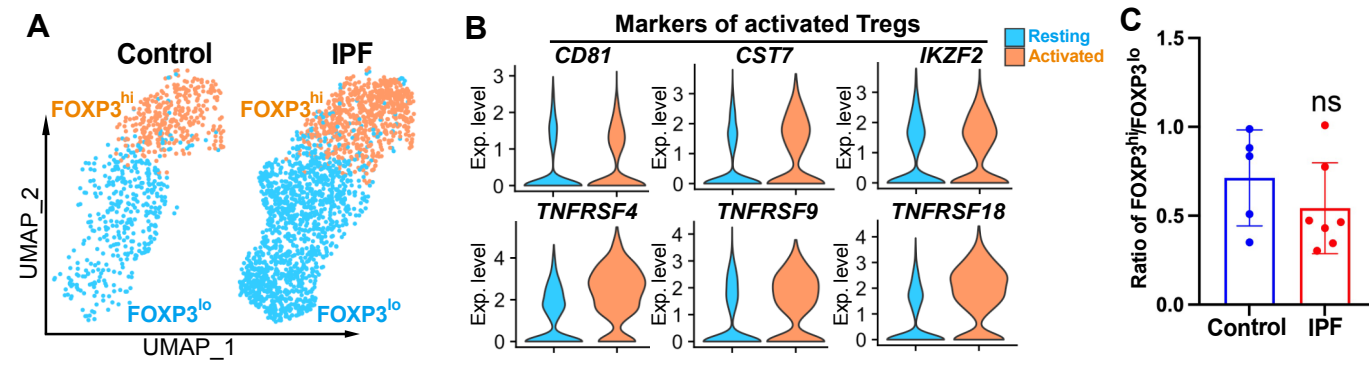 A
Control
IPF
FOXP3hi
FOXP3hi
FOXP3lo
FOXP3lo
UMAP_2
UMAP_1
B
Markers of activated Tregs
Resting
Activated
CD81
CST7
IKZF2
Exp. level
3
2
1
0
Exp. level
3
2
1
0
Exp. level
3
2
1
0
TNFRSF4
TNFRSF9
TNFRSF18
Exp. level
4
2
0
Exp. level
4
3
2
1
0
Exp. level
4
3
2
1
0
C
Ratio of FOXP3hi/FOXP3lo
1.5
1.0
0.5
0.0
ns
Control
IPF